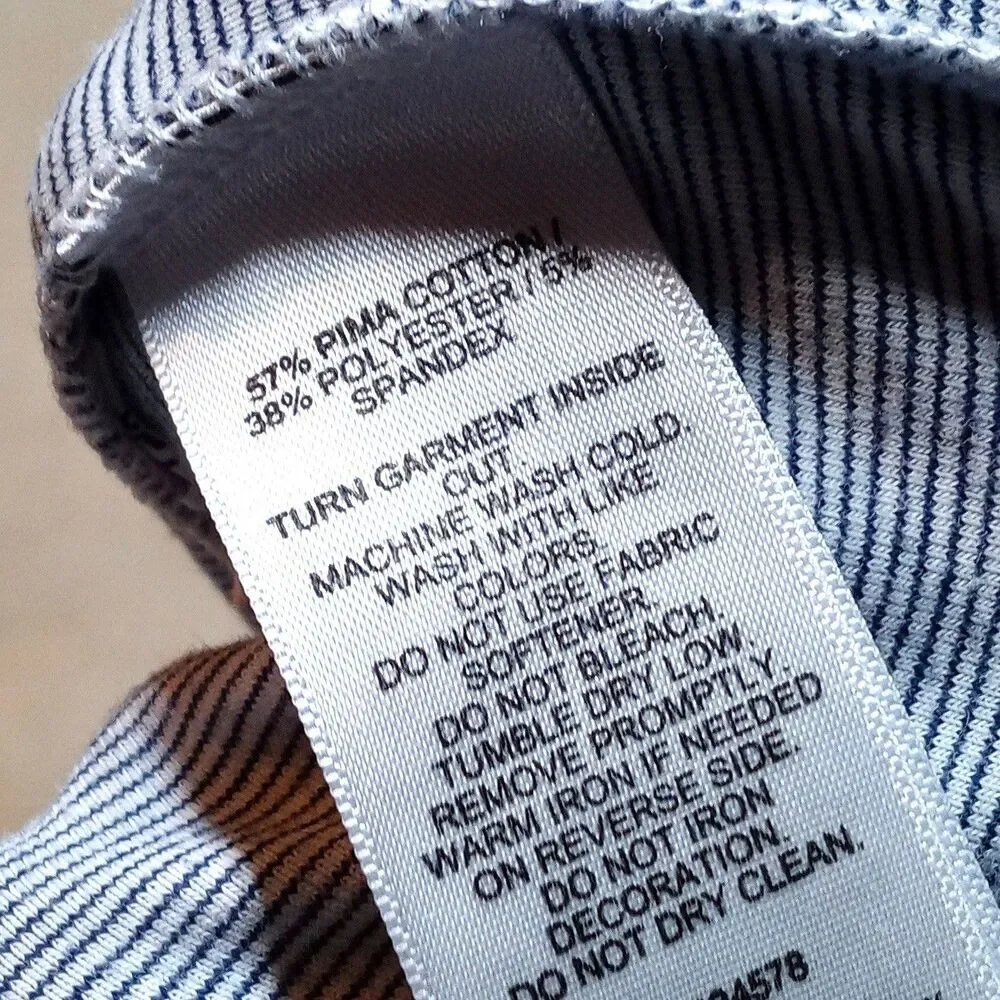 57% PIMA COTTON /
38% POLYESTER / 5%
SPANDEX
TURN GARMENT INSIDE
OUT.
MACHINE WASH COLD.
WASH WITH LIKE
COLORS.
DO NOT USE FABRIC
SOFTENER.
DO NOT BLEACH.
TUMBLE DRY LOW.
REMOVE PROMPTLY.
WARM IRON IF NEEDED
ON REVERSE SIDE.
DO NOT IRON
DECORATION.
DO NOT DRY CLEAN.